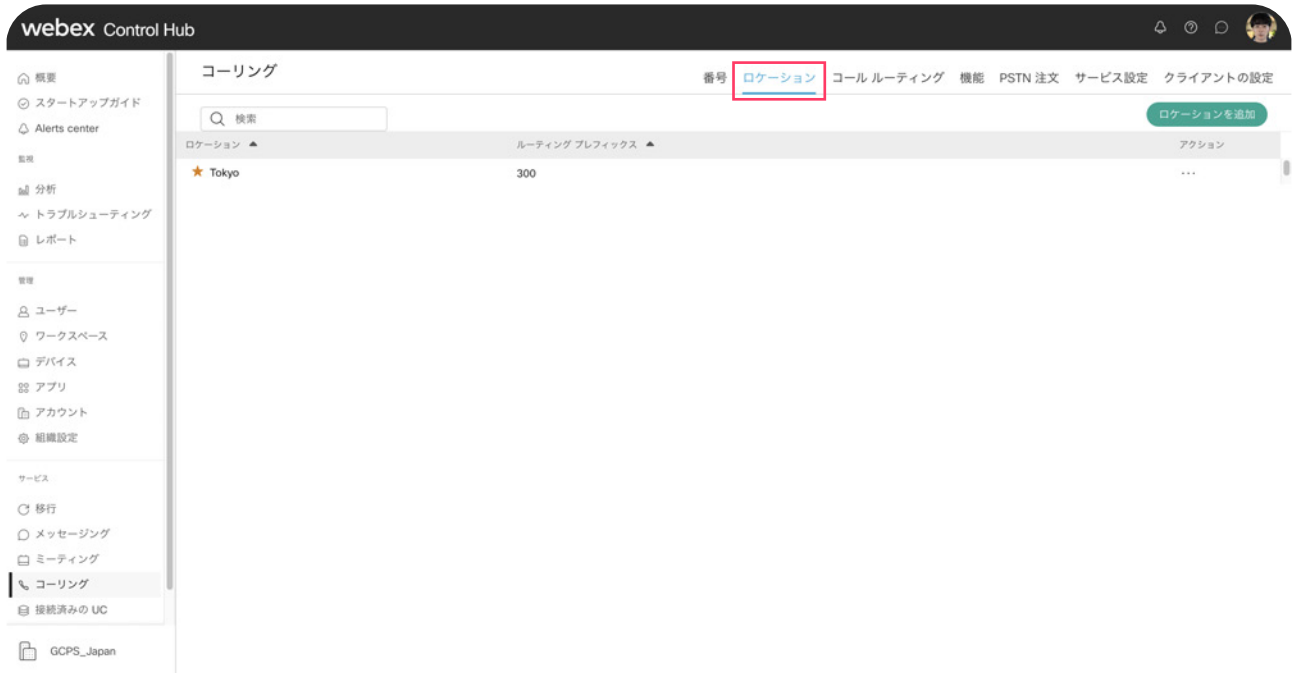 webex Control Hub
概要
スタートアップガイド
Alerts center
監視
分析
トラブルシューティング
レポート
管理
ユーザー
ワークスペース
デバイス
アプリ
アカウント
組織設定
サービス
移行
メッセージング
ミーティング
コーリング
接続済みの UC
GCPS_Japan
コーリング
番号 ロケーション コール ルーティング 機能 PSTN 注文 サービス設定 クライアントの設定
検索
ロケーションを追加
ロケーション ルーティング プレフィックス アクション
Tokyo 300 ...